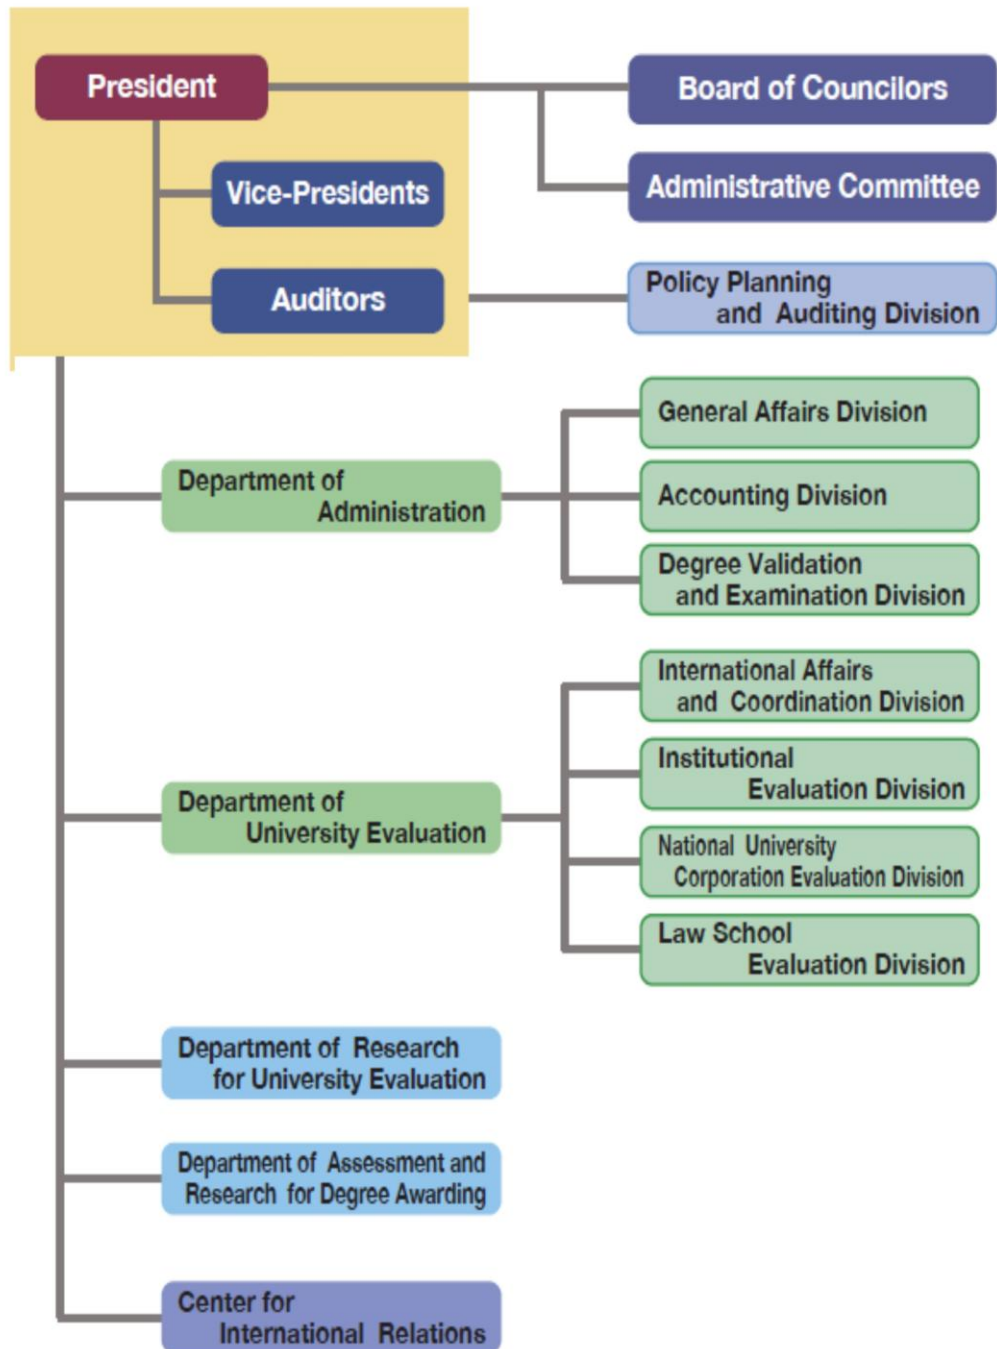 President
Board of Councilors
Vice-Presidents
Administrative Committee
Auditors
Policy Planning
and Auditing Division
General Affairs Division
Department of
Administration
Accounting Division
Degree Validation
and Examination Division
International Affairs
and Coordination Division
Institutional
Evaluation Division
Department of
University Evaluation
National University
Corporation Evaluation Division
Law School
Evaluation Division
Department of Research
for University Evaluation
Department of Assessment and
Research for Degree Awarding
Center for
International Relations